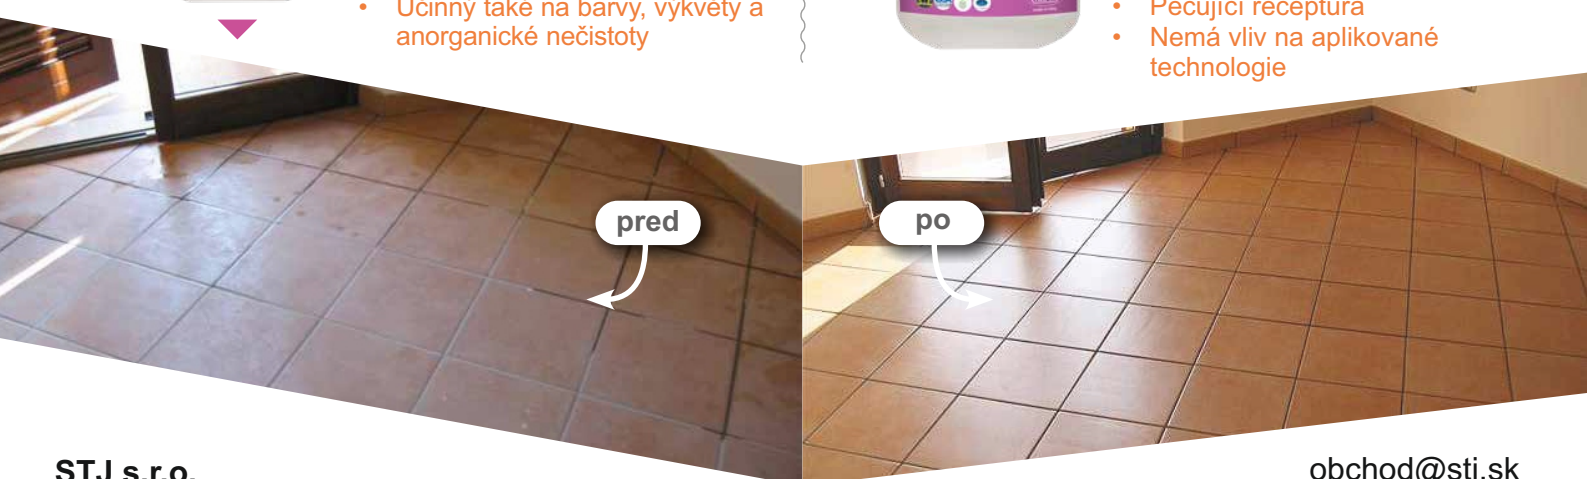 • Účinný také na barvy, výkvěty a
anorganické nečistoty
• Pečující receptura
• Nemá vliv na aplikované
technologie
pred
po
STJ s.r.o.
obchod@stj.sk